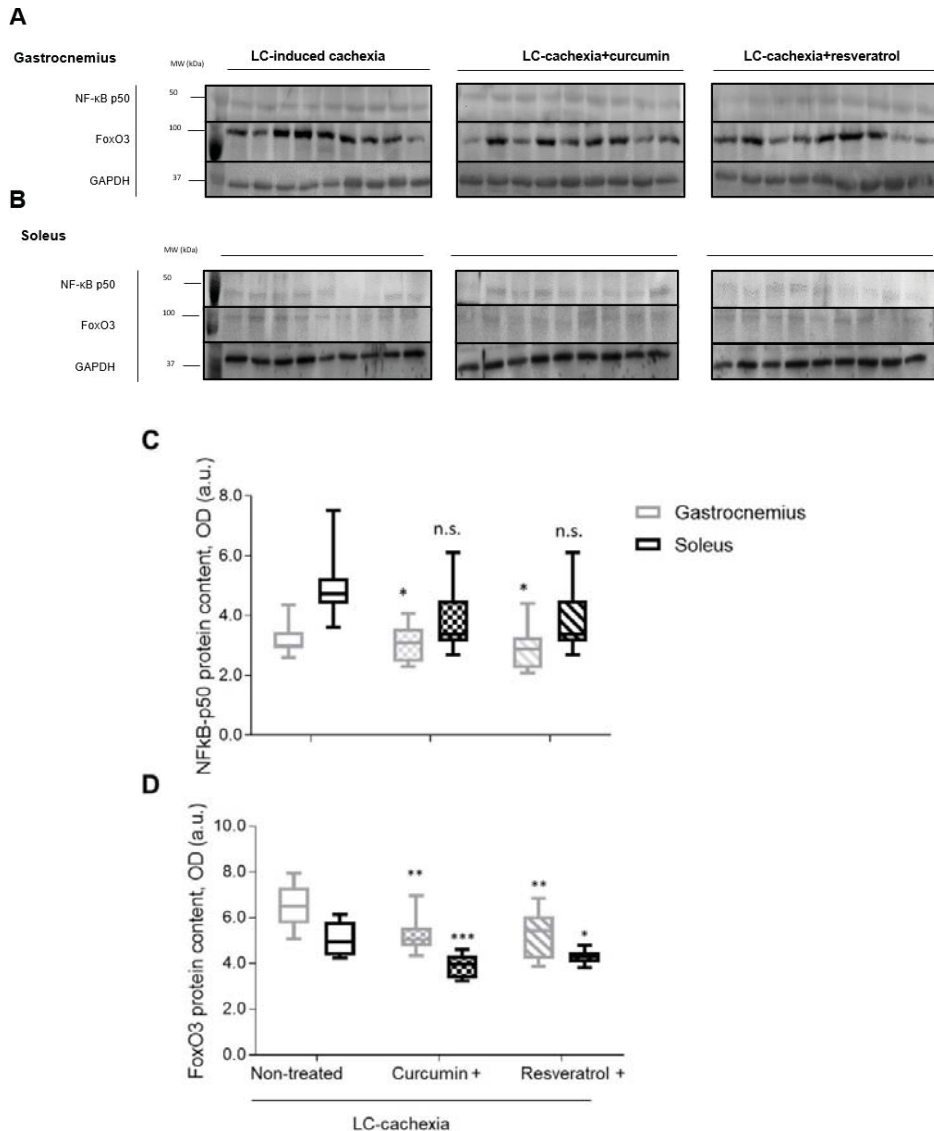 A
Gastrocnemius
MW (kDa)
LC-induced cachexia
LC-cachexia+curcumin
LC-cachexia+resveratrol
NF-κB p50
50
FoxO3
100
GAPDH
37
B
Soleus
MW (kDa)
NF-κB p50
50
FoxO3
100
GAPDH
37
C
NFkB-p50 protein content, OD (a.u.)
8.0
6.0
4.0
2.0
0.0
* n.s.
* n.s.
Gastrocnemius
Soleus
D
FoxO3 protein content, OD (a.u.)
10.0
8.0
6.0
4.0
2.0
0.0
** ***
** *
Non-treated Curcumin + Resveratrol +
LC-cachexia